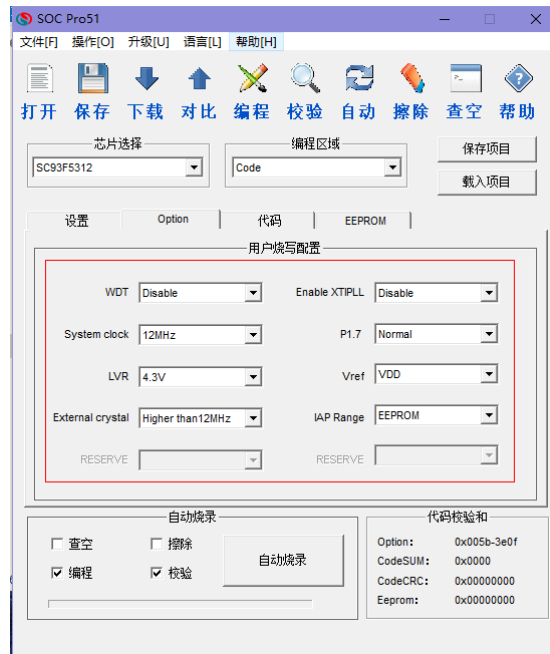 SOC Pro51
文件[F] 操作[O] 升级[U] 语言[L] 帮助[H]
打开 保存 下载 对比 编程 校验 自动 擦除 查空 帮助
芯片选择 编程区域 保存项目
SC93F5312 Code
载入项目
设置 Option 代码 EEPROM
用户烧写配置
WDT Disable Enable XTIPLL Disable
System clock 12MHz P1.7 Normal
LVR 4.3V Vref VDD
External crystal Higher than12MHz IAP Range EEPROM
RESERVE RESERVE
自动烧录 代码校验和
查空 擦除 自动烧录 Option: 0x005b-3e0f
CodeSUM: 0x0000
编程 校验 CodeCRC: 0x00000000
Eeprom: 0x00000000